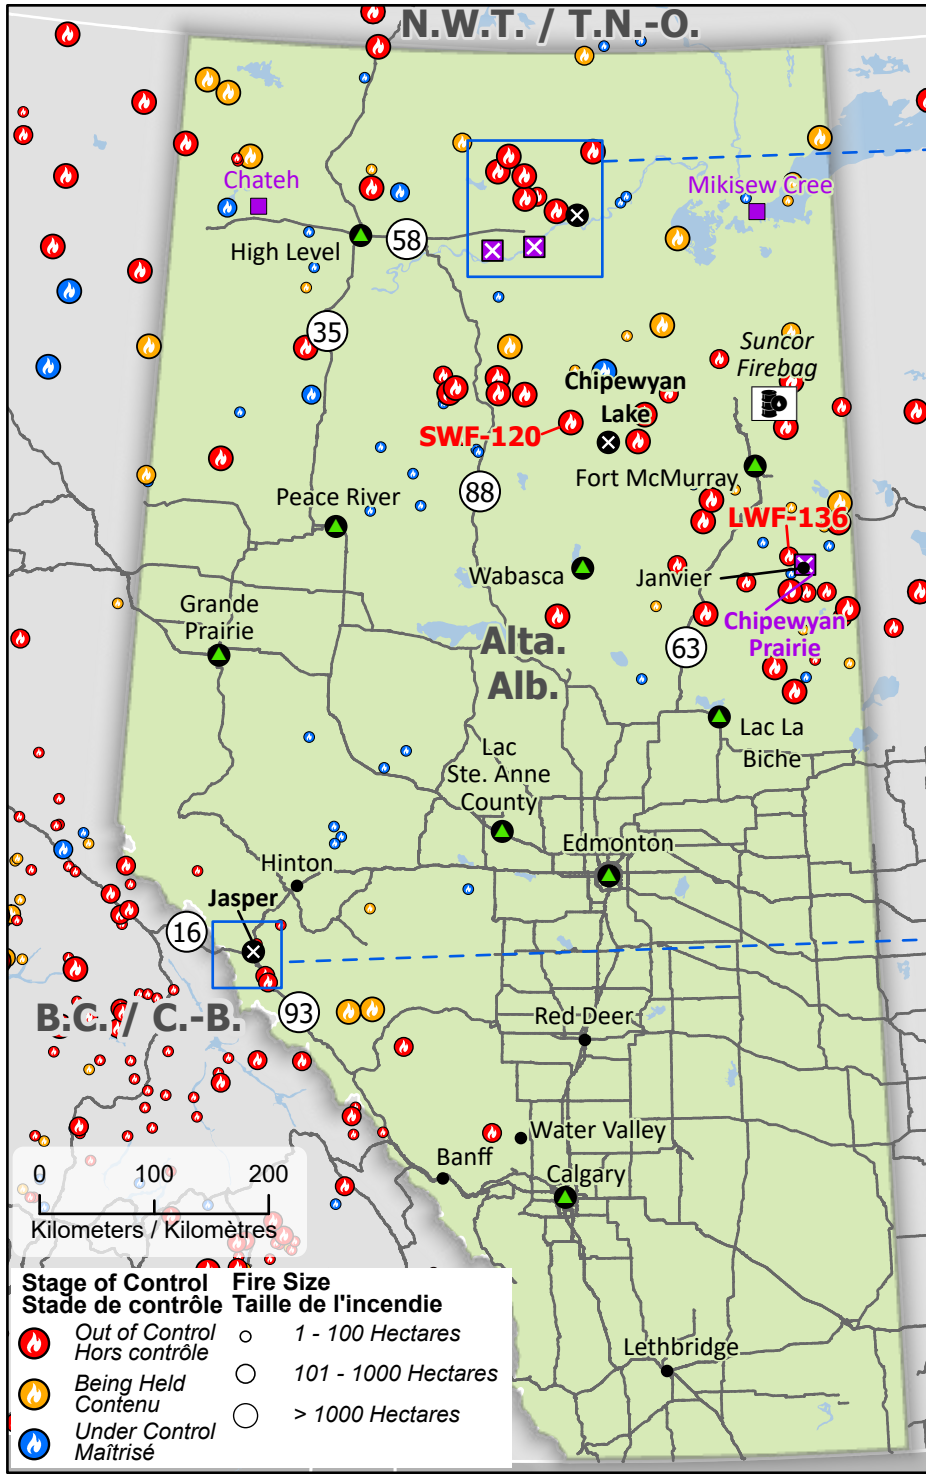 N.W.T. / T.N.-O.
Chateh
Mikisew Cree
High Level
58
35
Suncor
Firebag
Chipewyan
Lake
SWF-120
Fort McMurray
88
Peace River
LWF-136
Wabasca
Janvier
Grande
Prairie
Chipewyan
Prairie
Alta.
Alb.
63
Lac La
Biche
Lac
Ste. Anne
County
Edmonton
Hinton
Jasper
16
93
B.C. / C.-B.
Red Deer
Water Valley
Banff
Calgary
0 100 200
Kilometers / Kilomètres
Lethbridge
Stage of Control
Stade de contrôle
Out of Control
Hors contrôle
Being Held
Contenu
Under Control
Maîtrisé
Fire Size
Taille de l'incendie
1 - 100 Hectares
101 - 1000 Hectares
> 1000 Hectares